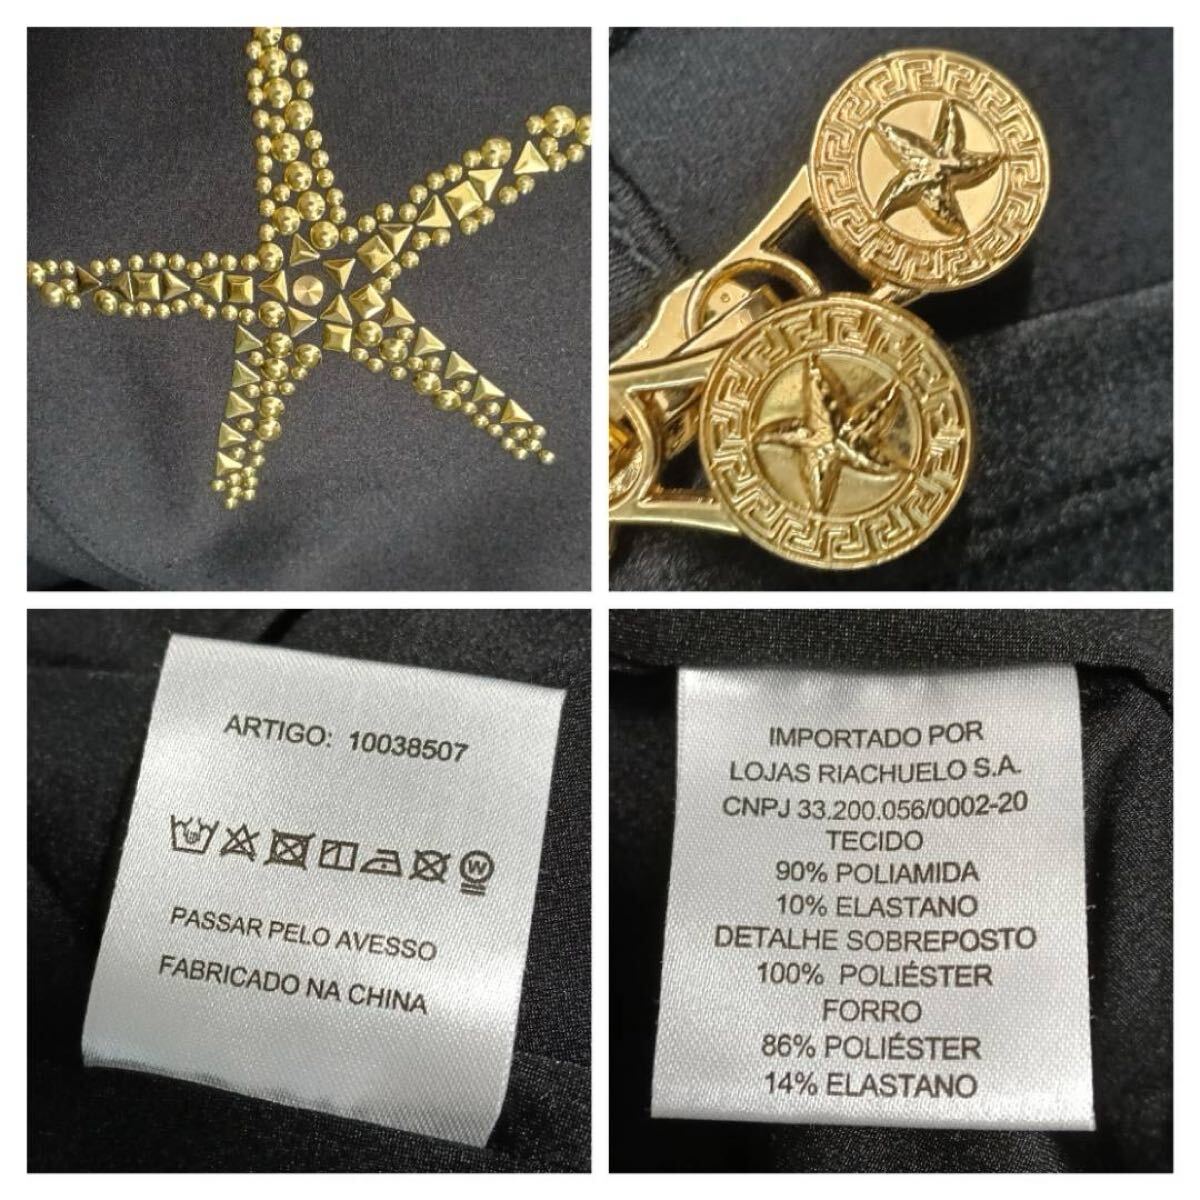 ARTIGO: 10038507
W
PASSAR PELO AVESSO
FABRICADO NA CHINA
IMPORTADO POR
LOJAS RIACHUELO S.A.
CNPJ 33.200.056/0002-20
TECIDO
90% POLIAMIDA
10% ELASTANO
DETALHE SOBREPOSTO
100% POLIÉSTER
FORRO
86% POLIÉSTER
14% ELASTANO